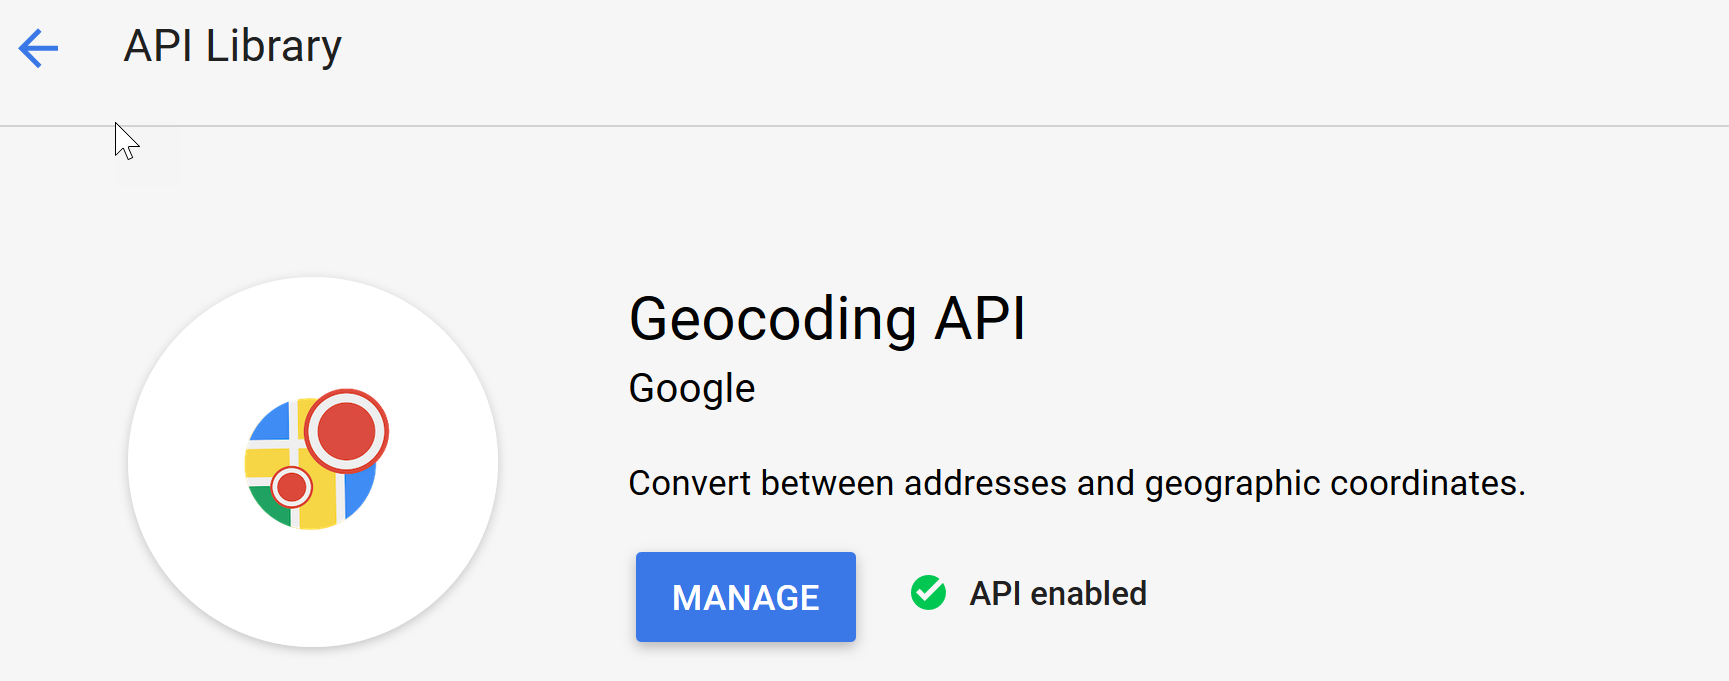 API Library
Geocoding API
Google
Convert between addresses and geographic coordinates.
MANAGE
API enabled